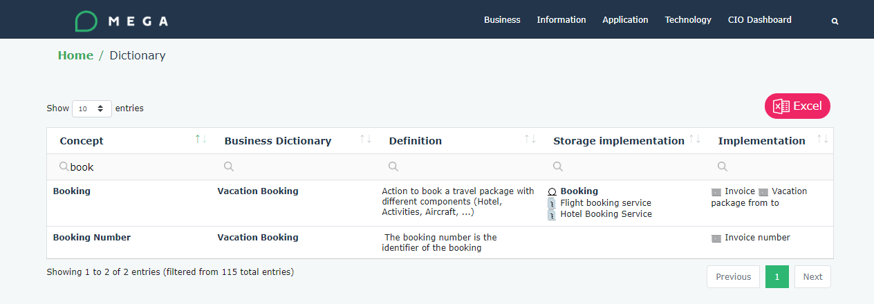 MEGA
Business Information Application Technology CIO Dashboard
Home / Dictionary
Show 10 entries
Excel
Concept Business Dictionary Definition Storage implementation Implementation
book
Booking Vacation Booking Action to book a travel package with Booking Invoice Vacation
different components (Hotel, Flight booking service package from to
Activities, Aircraft, ...) Hotel Booking Service
Booking Number Vacation Booking The booking number is the Invoice number
identifier of the booking
Showing 1 to 2 of 2 entries (filtered from 115 total entries)
Previous 1 Next